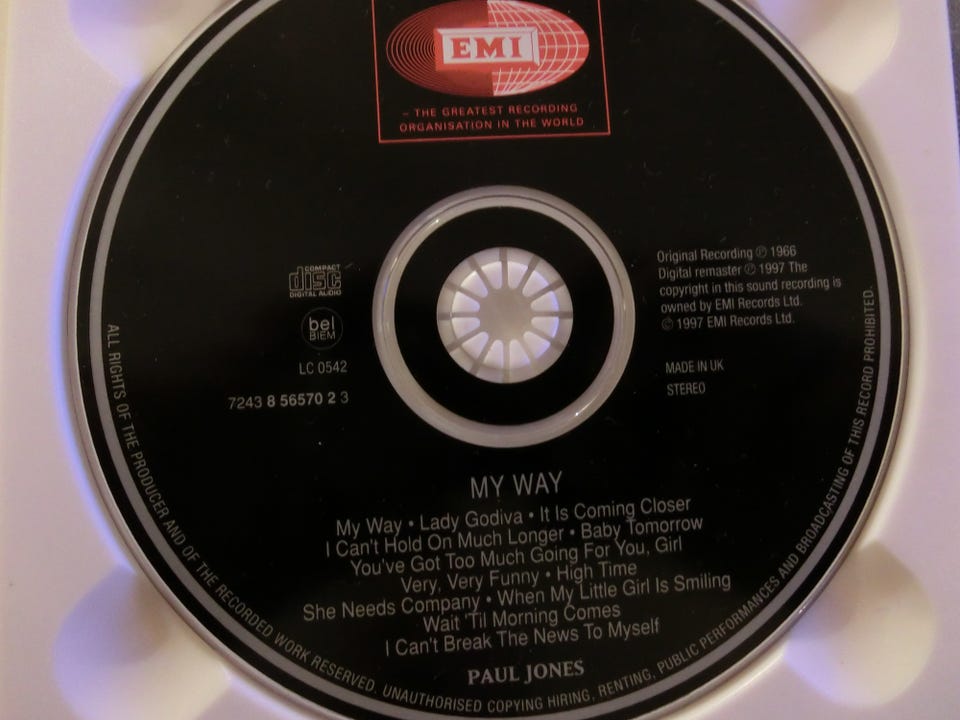 EMI
– THE GREATEST RECORDING
ORGANISATION IN THE WORLD
COMPACT
disc
DIGITAL AUDIO
bel
BIEM
LC 0542
7243 8 56570 2 3
Original Recording ℗ 1966
Digital remaster ℗ 1997 The
copyright in this sound recording is
owned by EMI Records Ltd.
© 1997 EMI Records Ltd.
MADE IN UK
STEREO
MY WAY
My Way • Lady Godiva • It Is Coming Closer
I Can't Hold On Much Longer • Baby Tomorrow
You've Got Too Much Going For You, Girl
Very, Very Funny • High Time
She Needs Company • When My Little Girl Is Smiling
Wait 'Til Morning Comes
I Can't Break The News To Myself
PAUL JONES
ALL RIGHTS OF THE PRODUCER AND OF THE RECORDED WORK RESERVED. UNAUTHORISED COPYING HIRING, RENTING, PUBLIC PERFORMANCES AND BROADCASTING OF THIS RECORD PROHIBITED.